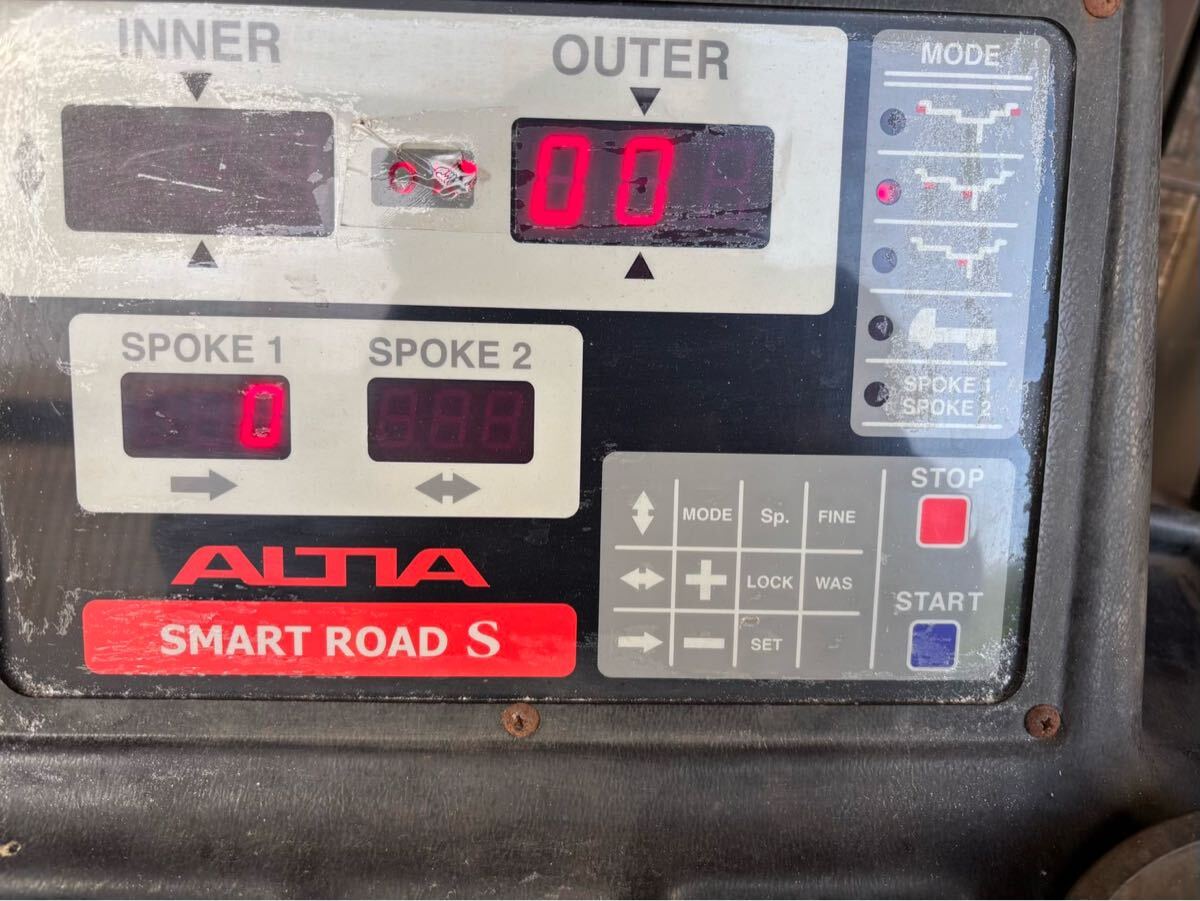 INNER
OUTER
MODE
00
SPOKE 1
SPOKE 2
0
SPOKE 1
SPOKE 2
MODE
Sp.
FINE
LOCK
WAS
SET
STOP
START
ALTIA
SMART ROAD S